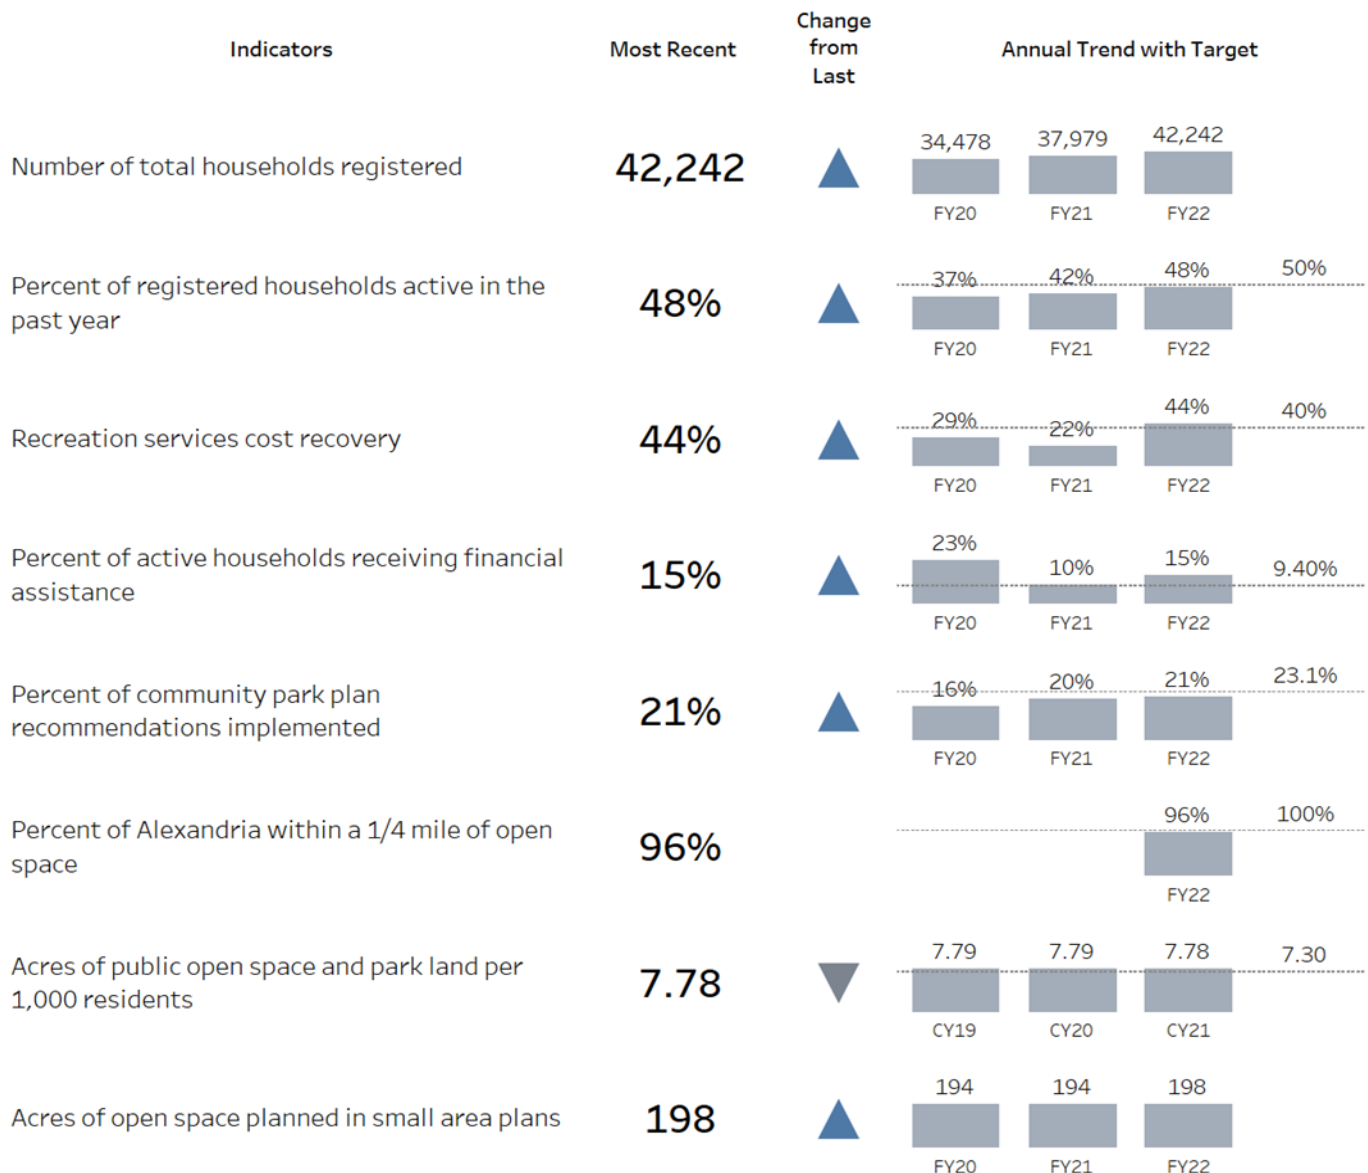 Indicators
Most Recent
Change
from
Last
Annual Trend with Target
Number of total households registered
42,242
34,478
37,979
42,242
FY20
FY21
FY22
Percent of registered households active in the
past year
48%
37%
42%
48%
50%
FY20
FY21
FY22
Recreation services cost recovery
44%
29%
22%
44%
40%
FY20
FY21
FY22
Percent of active households receiving financial
assistance
15%
23%
10%
15%
9.40%
FY20
FY21
FY22
Percent of community park plan
recommendations implemented
21%
16%
20%
21%
23.1%
FY20
FY21
FY22
Percent of Alexandria within a 1/4 mile of open
space
96%
96%
100%
FY22
Acres of public open space and park land per
1,000 residents
7.78
7.79
7.79
7.78
7.30
CY19
CY20
CY21
Acres of open space planned in small area plans
198
194
194
198
FY20
FY21
FY22